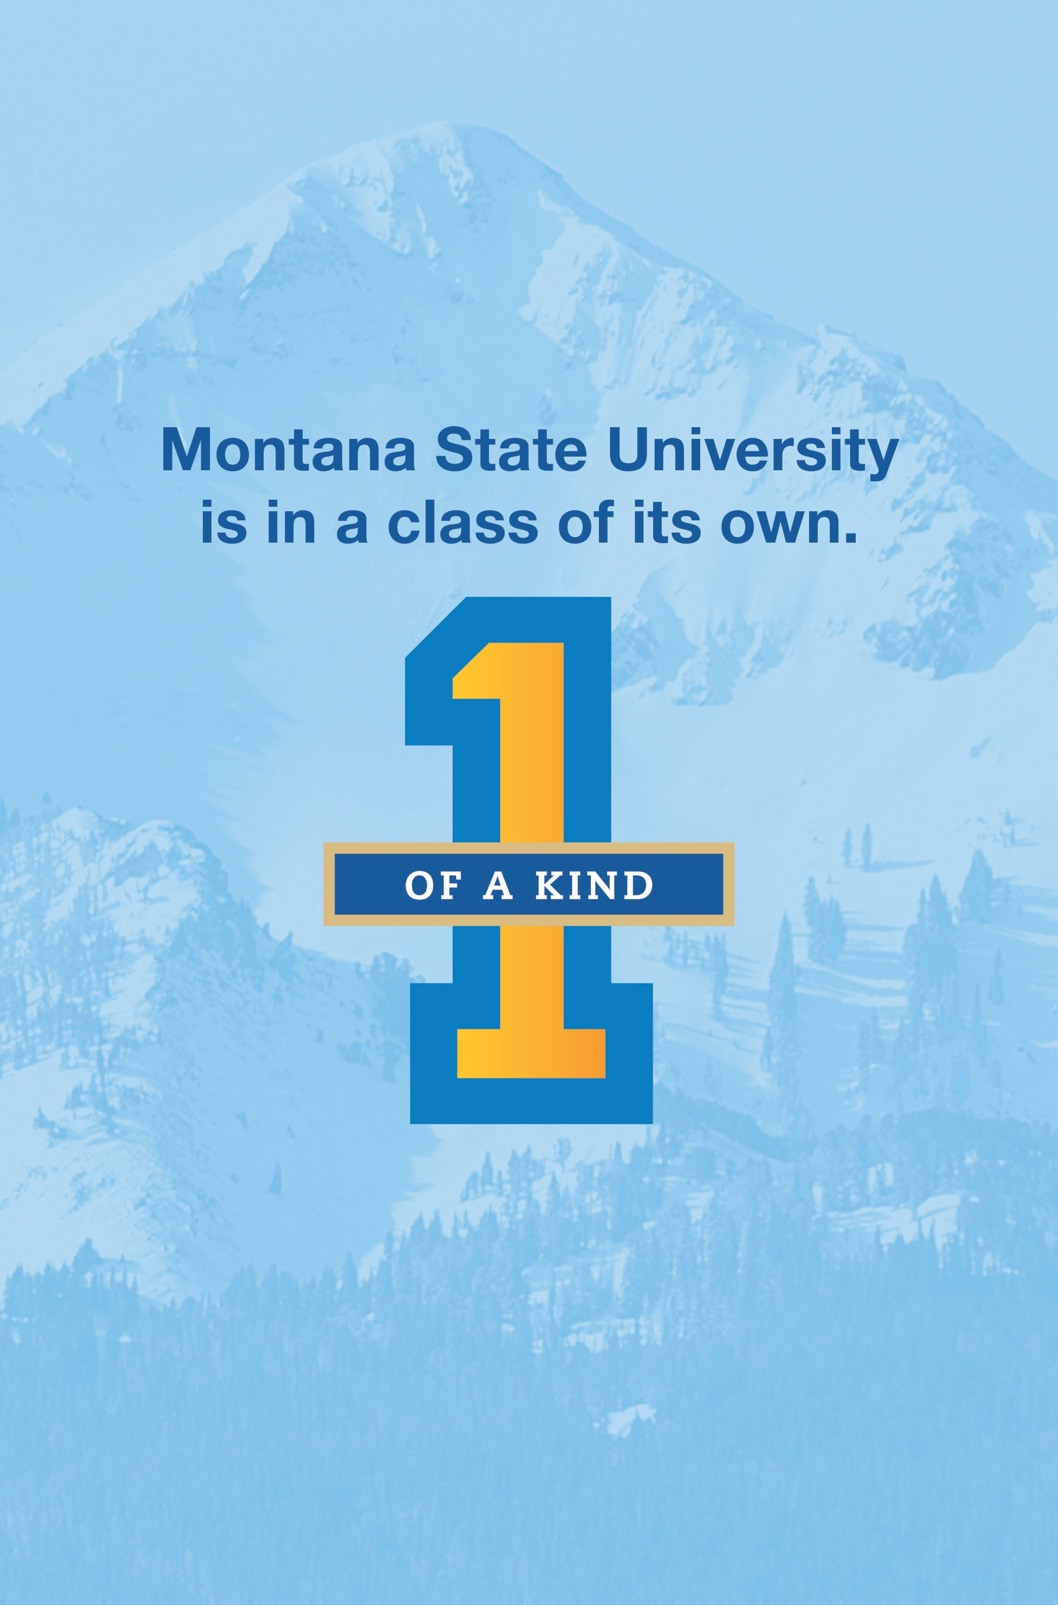 Montana State University
is in a class of its own.
1
OF A KIND